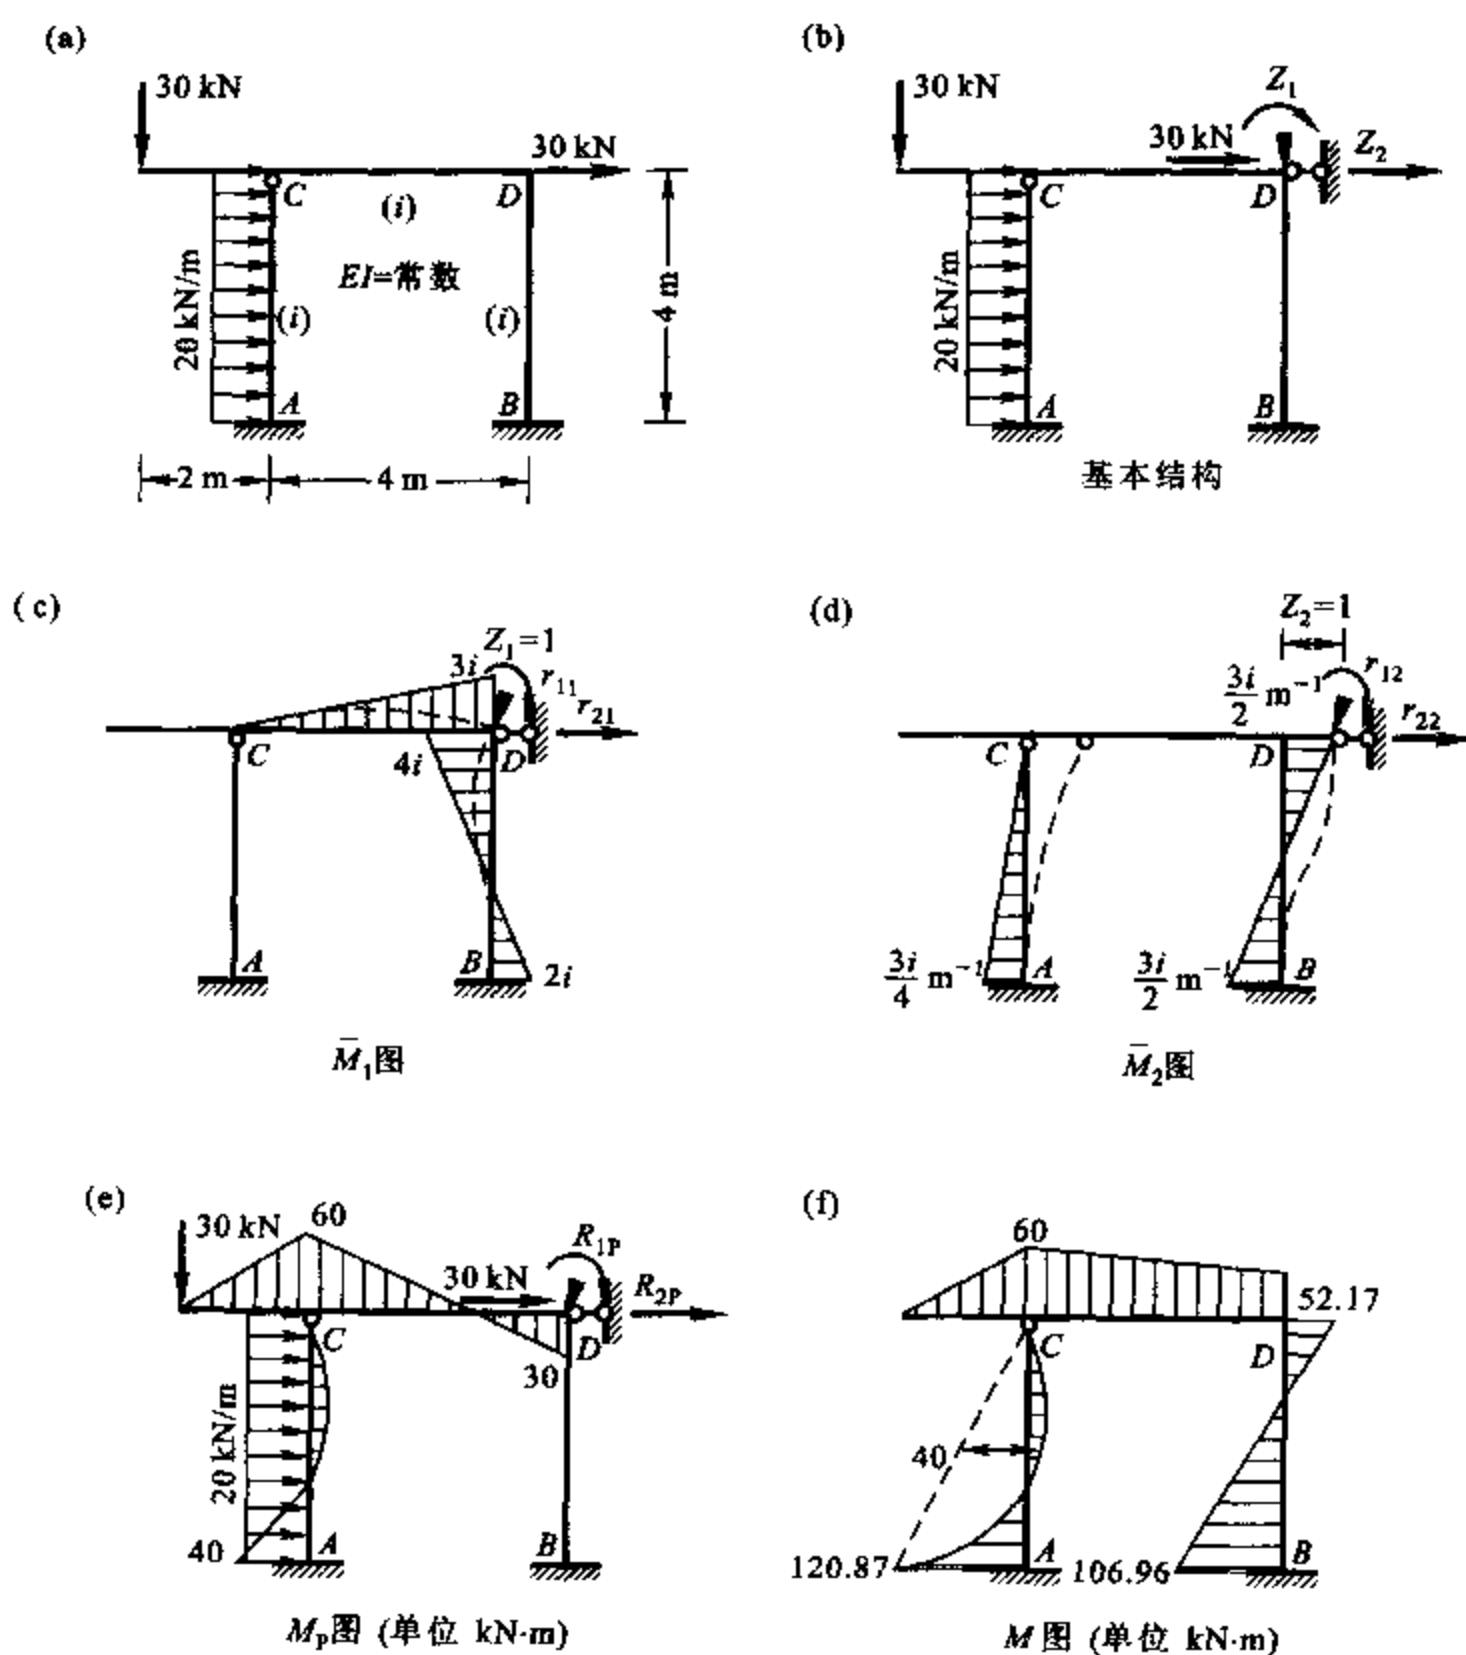 (a)
30 kN
30 kN
C
D
(i)
20 kN/m
EI=常数
4 m
(i)
(i)
A
B
2 m
4 m
(b)
30 kN
Z₁
30 kN
Z₂
C
D
20 kN/m
A
B
基本结构
(c)
Z₁=1
3i
r₁₁
r₂₁
C
4i
D
A
B
2i
M̄₁图
(d)
Z₂=1
3i/2 m⁻¹
r₁₂
r₂₂
C
D
3i/4 m⁻¹
A
3i/2 m⁻¹
B
M̄₂图
(e)
30 kN
60
R₁P
30 kN
R₂P
C
D
30
20 kN/m
40
A
B
Mₚ图 (单位 kN·m)
(f)
60
52.17
C
D
40
120.87
A
106.96
B
M 图 (单位 kN·m)